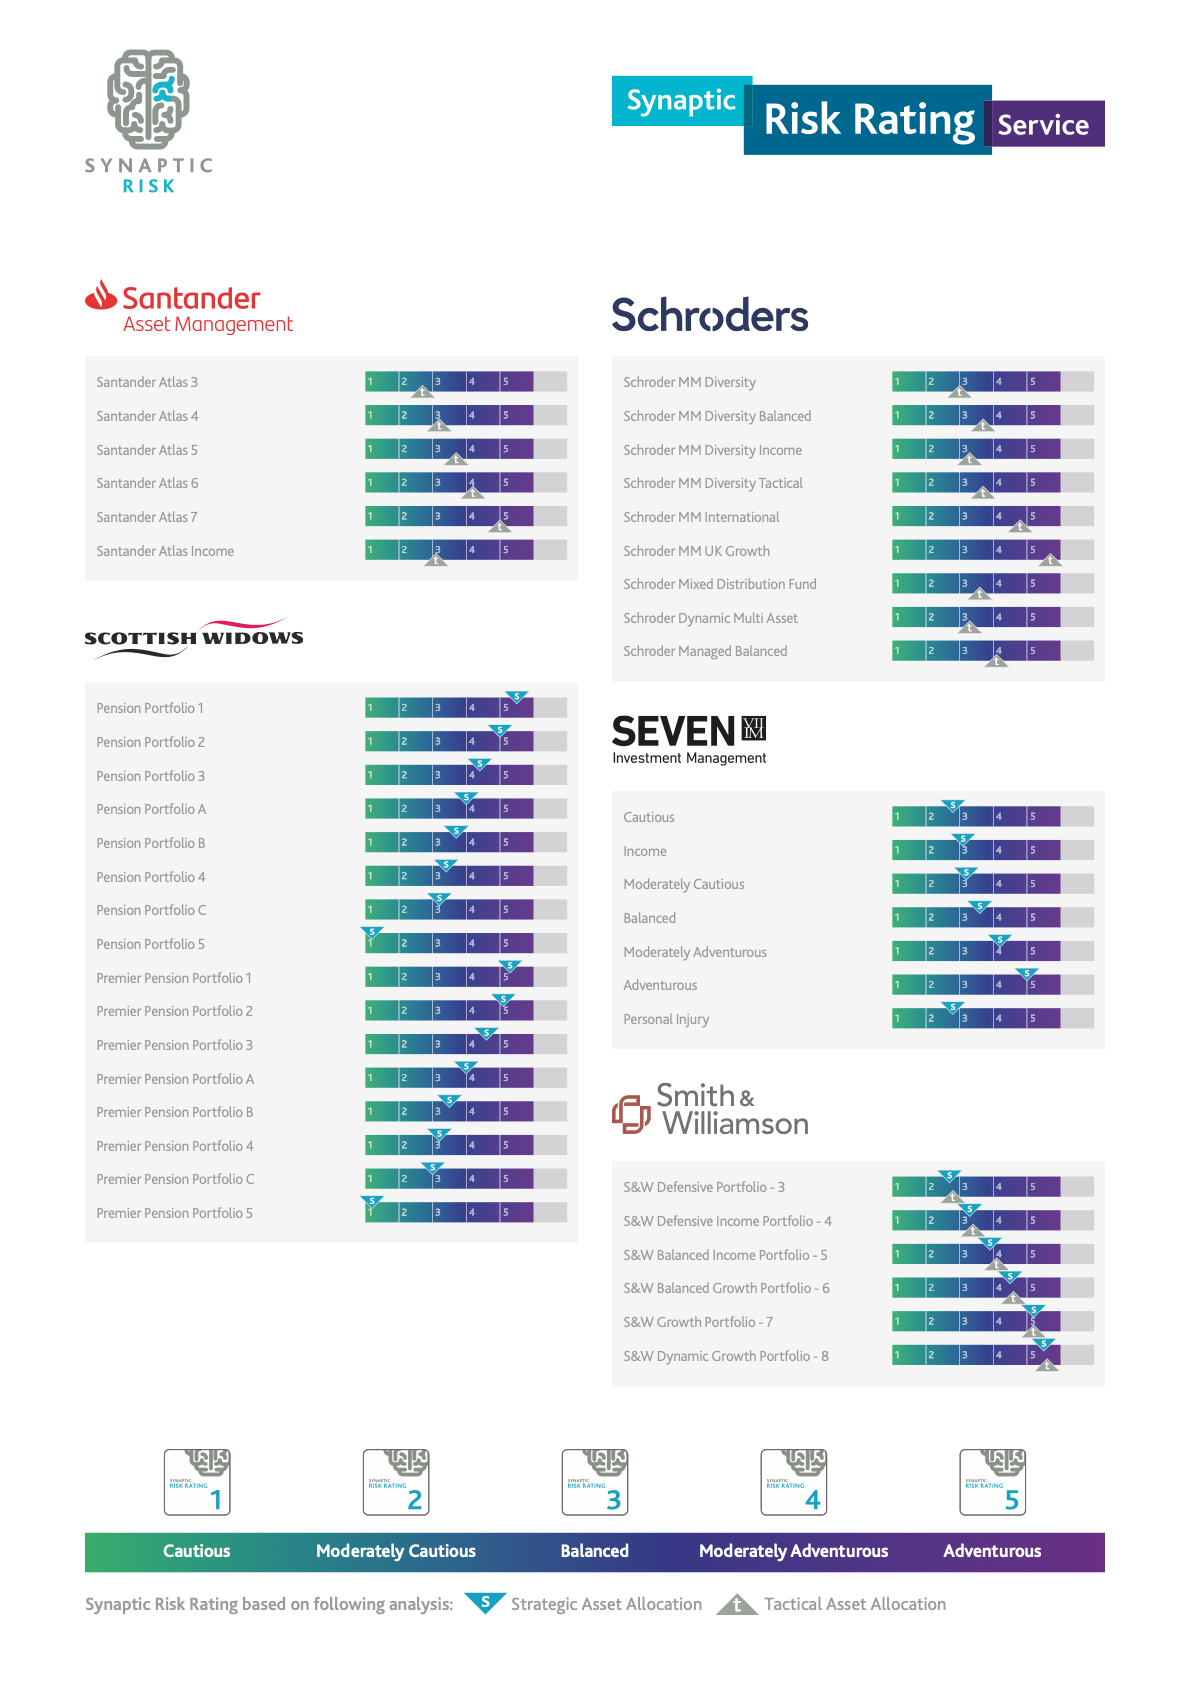 SYNAPTIC
RISK
Synaptic Risk Rating Service
Santander
Asset Management
Santander Atlas 3 1 2 3 4 5 t
Santander Atlas 4 1 2 3 4 5 t
Santander Atlas 5 1 2 3 4 5 t
Santander Atlas 6 1 2 3 4 5 t
Santander Atlas 7 1 2 3 4 5 t
Santander Atlas Income 1 2 3 4 5 t
SCOTTISH WIDOWS
Pension Portfolio 1 1 2 3 4 5 s
Pension Portfolio 2 1 2 3 4 5 s
Pension Portfolio 3 1 2 3 4 5 s
Pension Portfolio A 1 2 3 4 5 s
Pension Portfolio B 1 2 3 4 5 s
Pension Portfolio 4 1 2 3 4 5 s
Pension Portfolio C 1 2 3 4 5 s
Pension Portfolio 5 1 2 3 4 5 s
Premier Pension Portfolio 1 1 2 3 4 5 s
Premier Pension Portfolio 2 1 2 3 4 5 s
Premier Pension Portfolio 3 1 2 3 4 5 s
Premier Pension Portfolio A 1 2 3 4 5 s
Premier Pension Portfolio B 1 2 3 4 5 s
Premier Pension Portfolio 4 1 2 3 4 5 s
Premier Pension Portfolio C 1 2 3 4 5 s
Premier Pension Portfolio 5 1 2 3 4 5 s
Schroders
Schroder MM Diversity 1 2 3 4 5 t
Schroder MM Diversity Balanced 1 2 3 4 5 t
Schroder MM Diversity Income 1 2 3 4 5 t
Schroder MM Diversity Tactical 1 2 3 4 5 t
Schroder MM International 1 2 3 4 5 t
Schroder MM UK Growth 1 2 3 4 5 t
Schroder Mixed Distribution Fund 1 2 3 4 5 t
Schroder Dynamic Multi Asset 1 2 3 4 5 t
Schroder Managed Balanced 1 2 3 4 5 t
SEVEN VII IM
Investment Management
Cautious 1 2 3 4 5 s
Income 1 2 3 4 5 s
Moderately Cautious 1 2 3 4 5 s
Balanced 1 2 3 4 5 s
Moderately Adventurous 1 2 3 4 5 s
Adventurous 1 2 3 4 5 s
Personal Injury 1 2 3 4 5 s
Smith &
Williamson
S&W Defensive Portfolio - 3 1 2 3 4 5 s t
S&W Defensive Income Portfolio - 4 1 2 3 4 5 s t
S&W Balanced Income Portfolio - 5 1 2 3 4 5 s t
S&W Balanced Growth Portfolio - 6 1 2 3 4 5 s t
S&W Growth Portfolio - 7 1 2 3 4 5 s t
S&W Dynamic Growth Portfolio - 8 1 2 3 4 5 s t
SYNAPTIC
RISK RATING
1
SYNAPTIC
RISK RATING
2
SYNAPTIC
RISK RATING
3
SYNAPTIC
RISK RATING
4
SYNAPTIC
RISK RATING
5
Cautious Moderately Cautious Balanced Moderately Adventurous Adventurous
Synaptic Risk Rating based on following analysis: s Strategic Asset Allocation t Tactical Asset Allocation